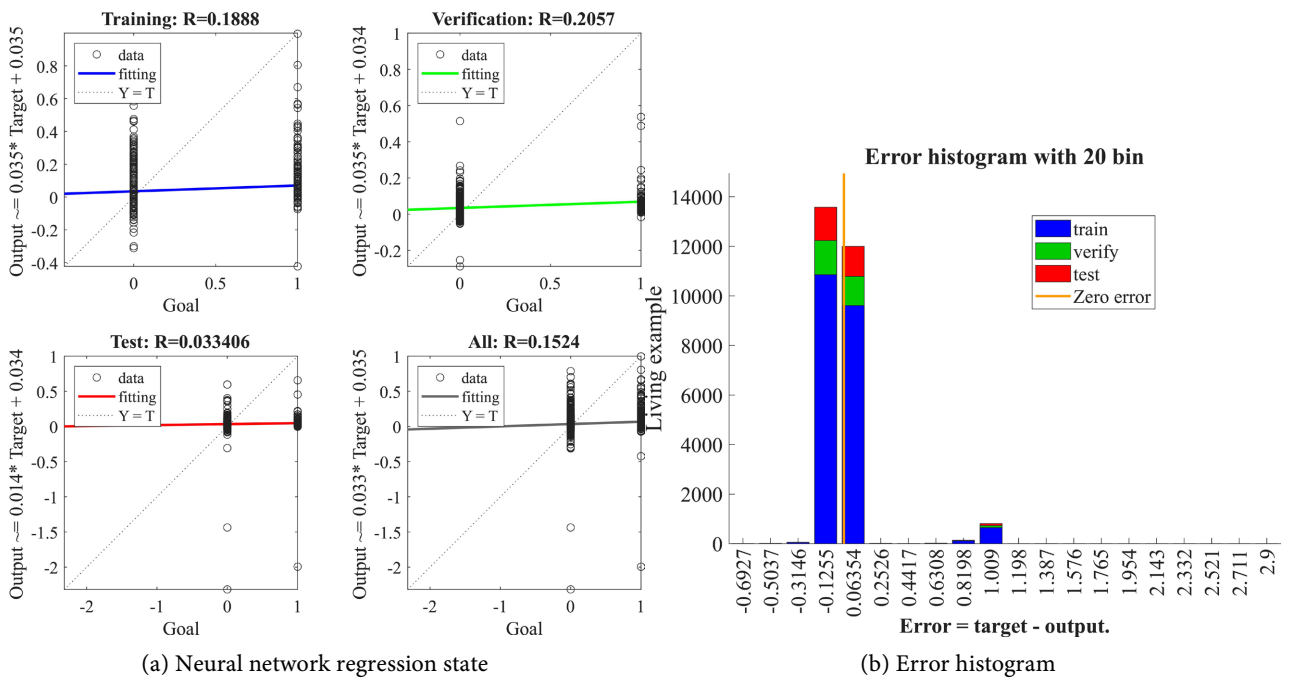 Training: R=0.1888
Output ~= 0.035* Target + 0.035
data
fitting
Y = T
0.8
0.6
0.4
0.2
0
-0.2
-0.4
0
0.5
1
Goal
Verification: R=0.2057
Output ~= 0.035* Target + 0.034
data
fitting
Y = T
1
0.8
0.6
0.4
0.2
0
-0.2
0
0.5
1
Goal
Test: R=0.033406
Output ~= 0.014* Target + 0.034
data
fitting
Y = T
1
0.5
0
-0.5
-1
-1.5
-2
-2
-1
0
1
Goal
All: R=0.1524
Output ~= 0.033* Target + 0.035
data
fitting
Y = T
1
0.5
0
-0.5
-1
-1.5
-2
-2
-1
0
1
Goal
(a) Neural network regression state
Error histogram with 20 bin
Living example
14000
12000
10000
8000
6000
4000
2000
0
train
verify
test
Zero error
-0.6927
-0.5037
-0.3146
-0.1255
0.06354
0.2526
0.4417
0.6308
0.8198
1.009
1.198
1.387
1.576
1.765
1.954
2.143
2.332
2.521
2.711
2.9
Error = target - output.
(b) Error histogram